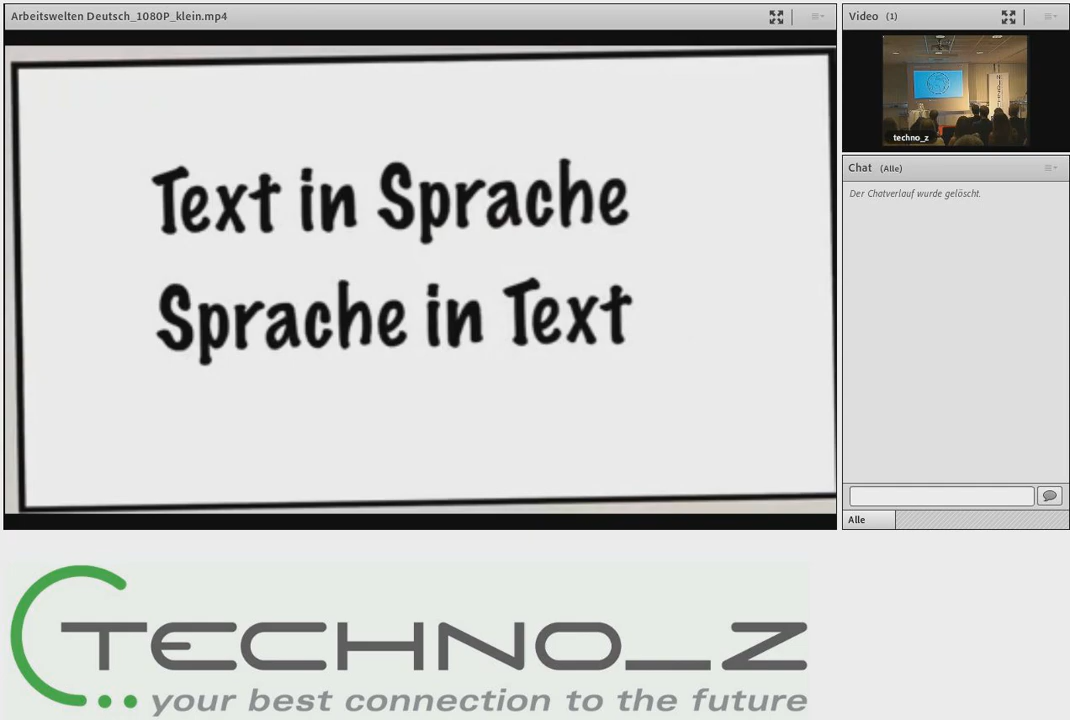 Arbeitswelten Deutsch_1080P_klein.mp4
Text in Sprache
Sprache in Text
Video (1)
techno_z
Chat (Alle)
Der Chatverlauf wurde gelöscht.
Alle
TECHNO_Z
your best connection to the future